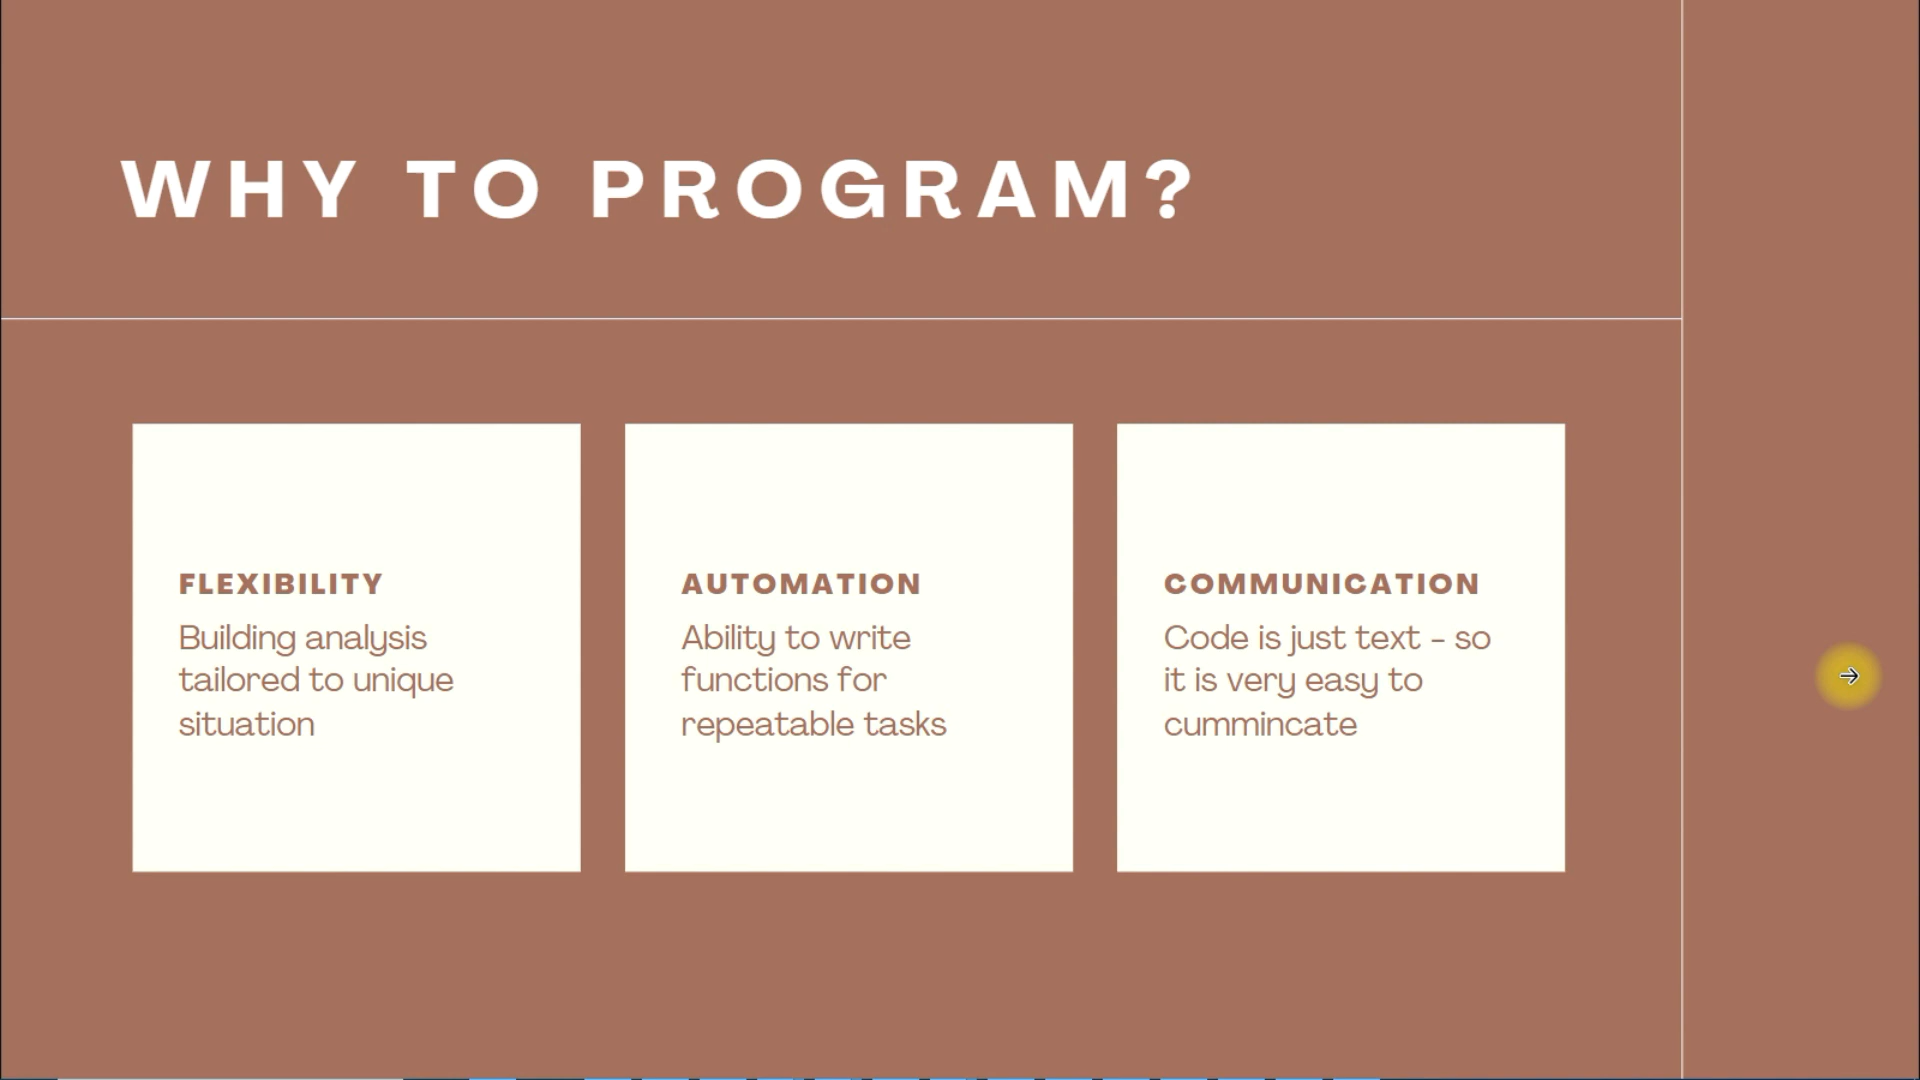 WHY TO PROGRAM?
FLEXIBILITY
Building analysis
tailored to unique
situation
AUTOMATION
Ability to write
functions for
repeatable tasks
COMMUNICATION
Code is just text - so
it is very easy to
cummincate